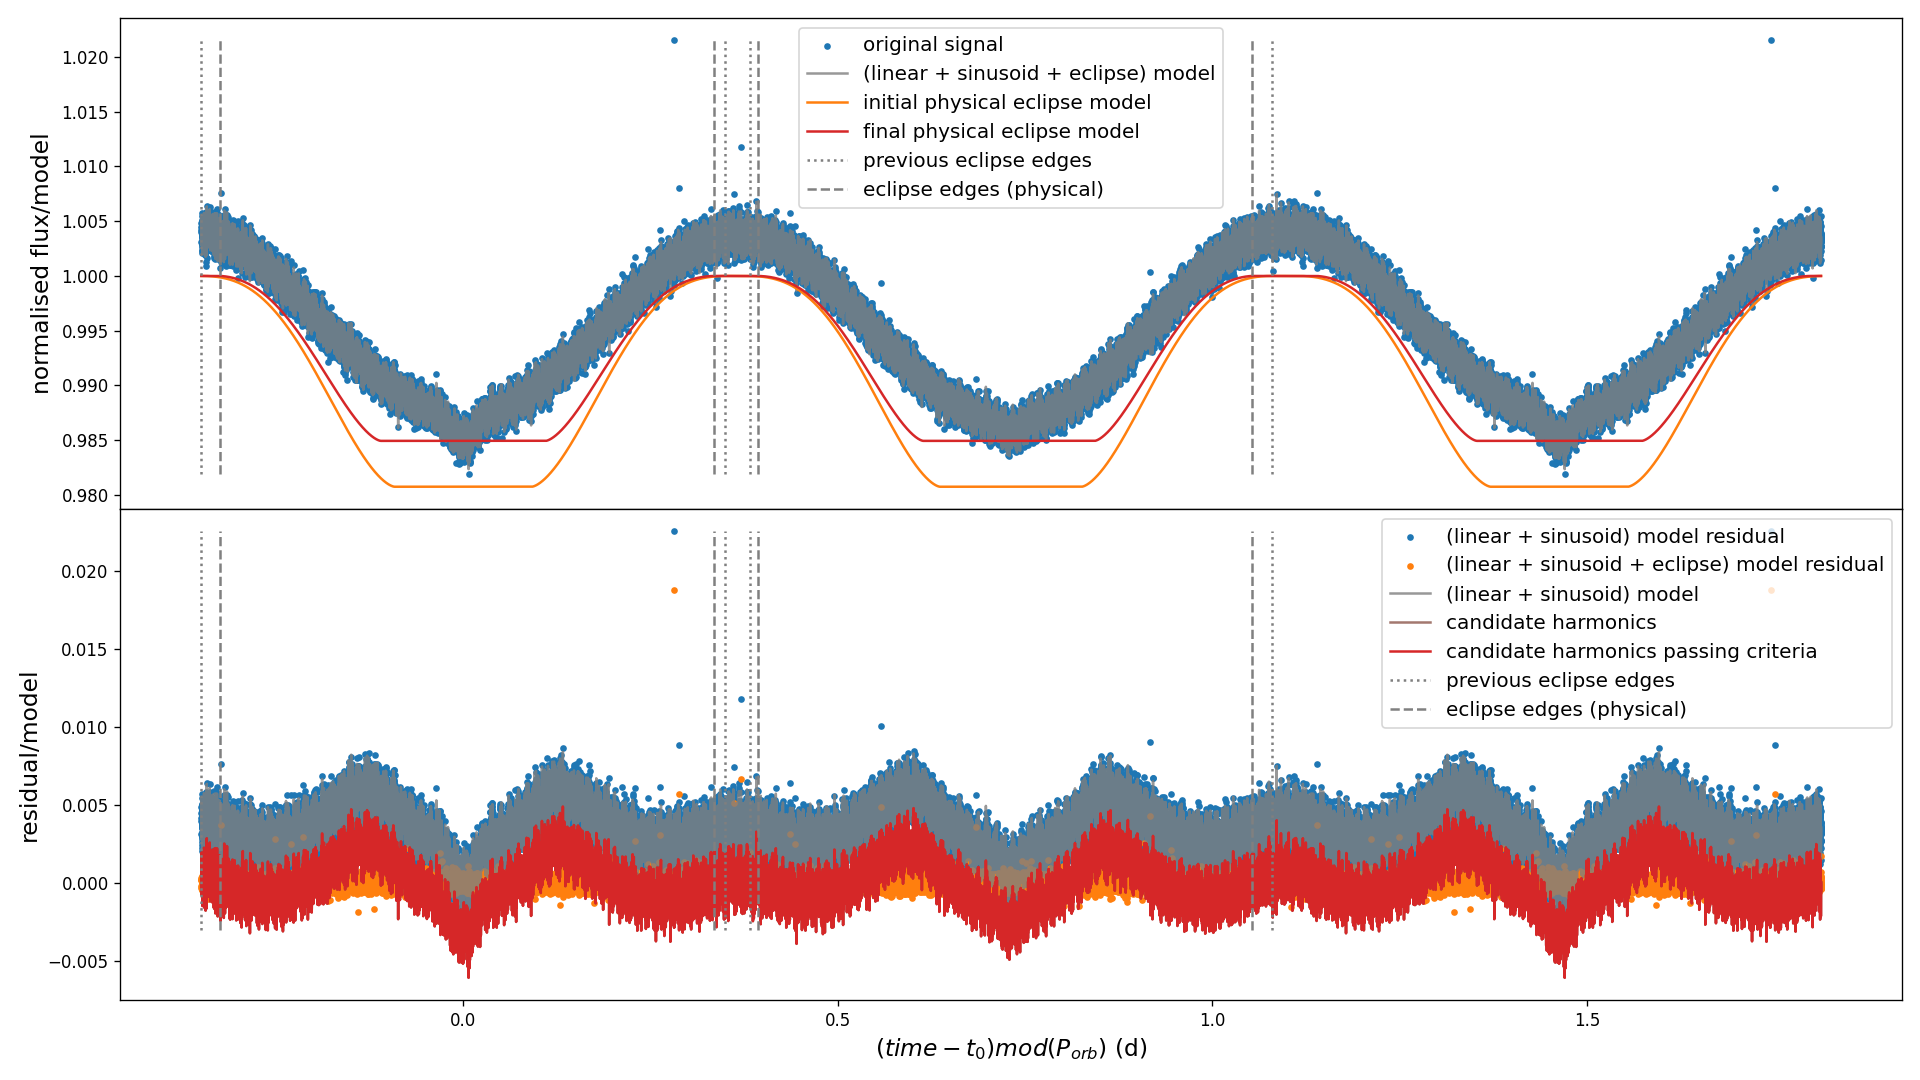 original signal
(linear + sinusoid + eclipse) model
initial physical eclipse model
final physical eclipse model
previous eclipse edges
eclipse edges (physical)
normalised flux/model
1.020
1.015
1.010
1.005
1.000
0.995
0.990
0.985
0.980
(linear + sinusoid) model residual
(linear + sinusoid + eclipse) model residual
(linear + sinusoid) model
candidate harmonics
candidate harmonics passing criteria
previous eclipse edges
eclipse edges (physical)
residual/model
0.020
0.015
0.010
0.005
0.000
−0.005
0.0 0.5 1.0 1.5
(time − t₀)mod(P_orb) (d)